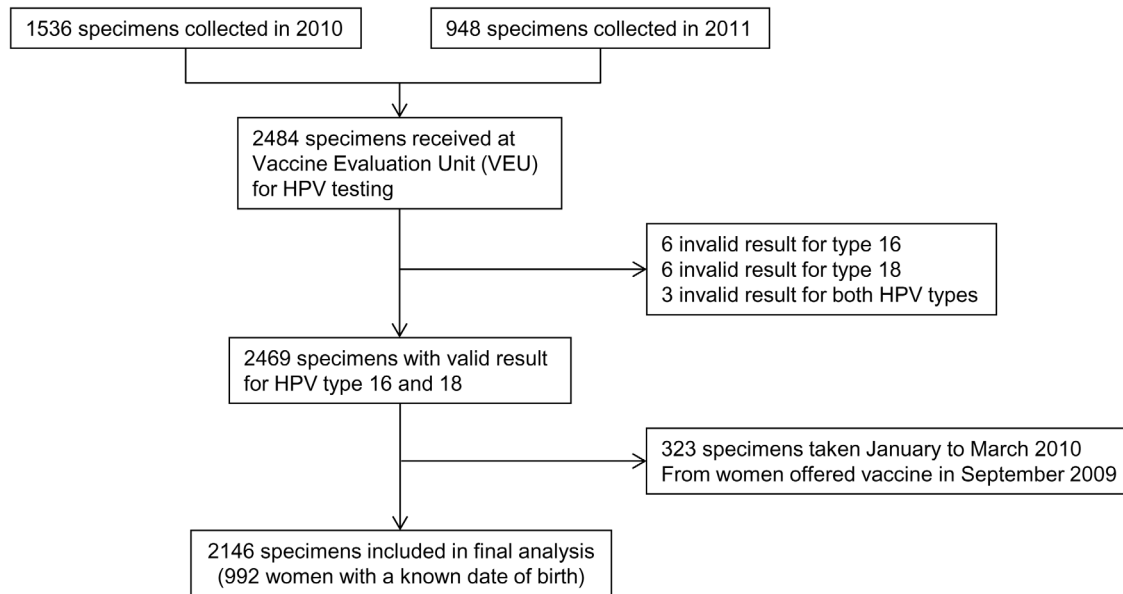 1536 specimens collected in 2010
948 specimens collected in 2011
2484 specimens received at
Vaccine Evaluation Unit (VEU)
for HPV testing
6 invalid result for type 16
6 invalid result for type 18
3 invalid result for both HPV types
2469 specimens with valid result
for HPV type 16 and 18
323 specimens taken January to March 2010
From women offered vaccine in September 2009
2146 specimens included in final analysis
(992 women with a known date of birth)